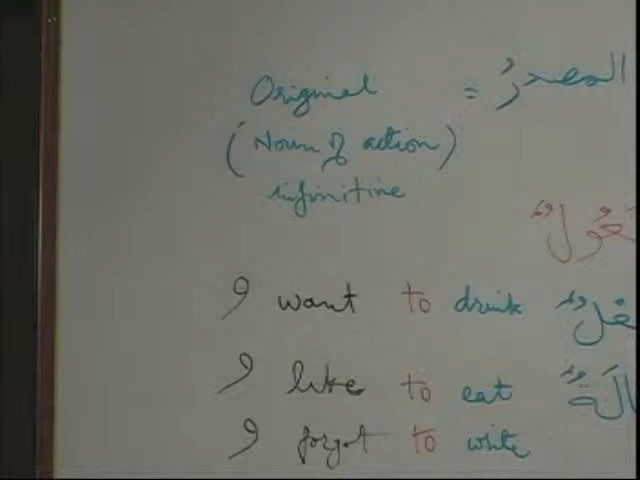 Original = المصدرُ
(Noun of action)
infinitive
I want to drink
I like to eat
I forgot to write